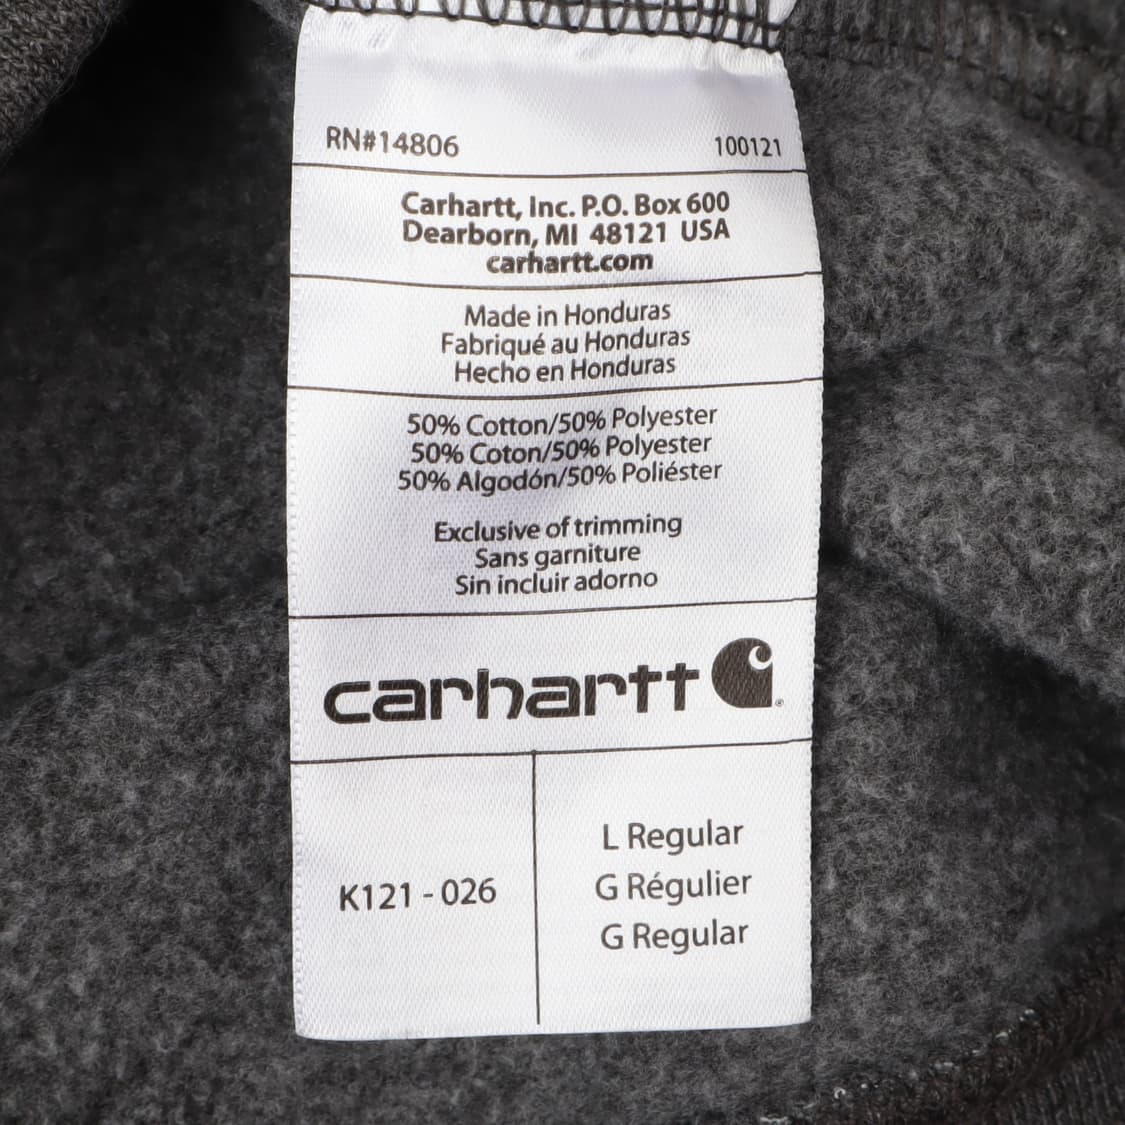 RN#14806 100121
Carhartt, Inc. P.O. Box 600
Dearborn, MI 48121 USA
carhartt.com
Made in Honduras
Fabriqué au Honduras
Hecho en Honduras
50% Cotton/50% Polyester
50% Coton/50% Polyester
50% Algodón/50% Poliéster
Exclusive of trimming
Sans garniture
Sin incluir adorno
carhartt ®
K121 - 026
L Regular
G Régulier
G Regular